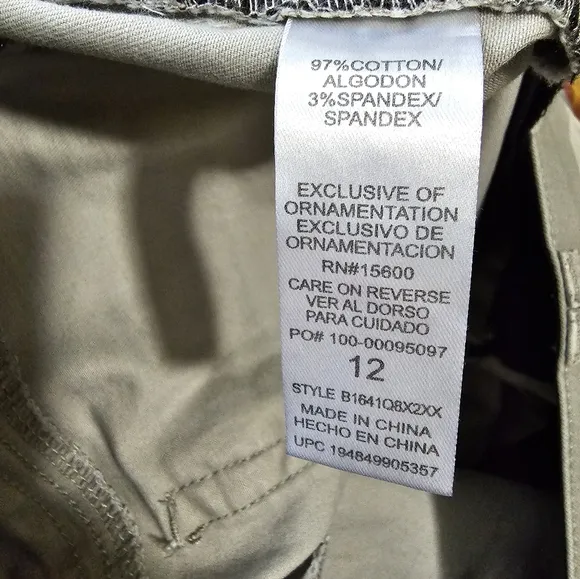 97%COTTON/
ALGODON
3%SPANDEX/
SPANDEX
EXCLUSIVE OF
ORNAMENTATION
EXCLUSIVO DE
ORNAMENTACION
RN#15600
CARE ON REVERSE
VER AL DORSO
PARA CUIDADO
PO# 100-00095097
12
STYLE B1641Q8X2XX
MADE IN CHINA
HECHO EN CHINA
UPC 194849905357